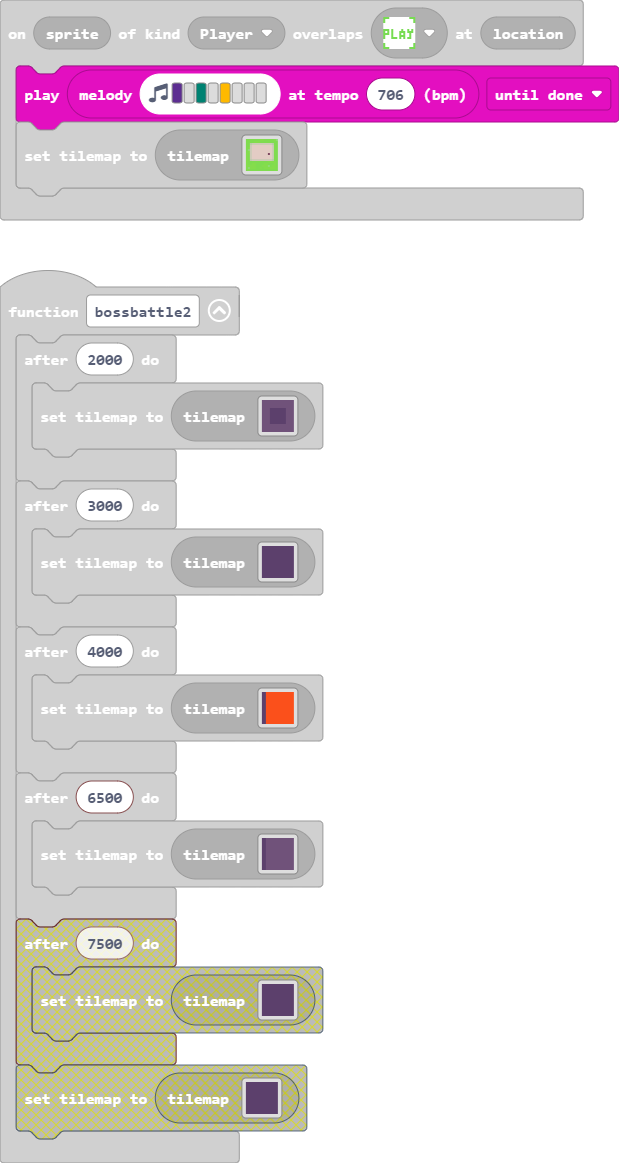 on sprite of kind Player overlaps PLAY at location
play melody at tempo 706 (bpm) until done
set tilemap to tilemap
function bossbattle2
after 2000 do
set tilemap to tilemap
after 3000 do
set tilemap to tilemap
after 4000 do
set tilemap to tilemap
after 6500 do
set tilemap to tilemap
after 7500 do
set tilemap to tilemap
set tilemap to tilemap